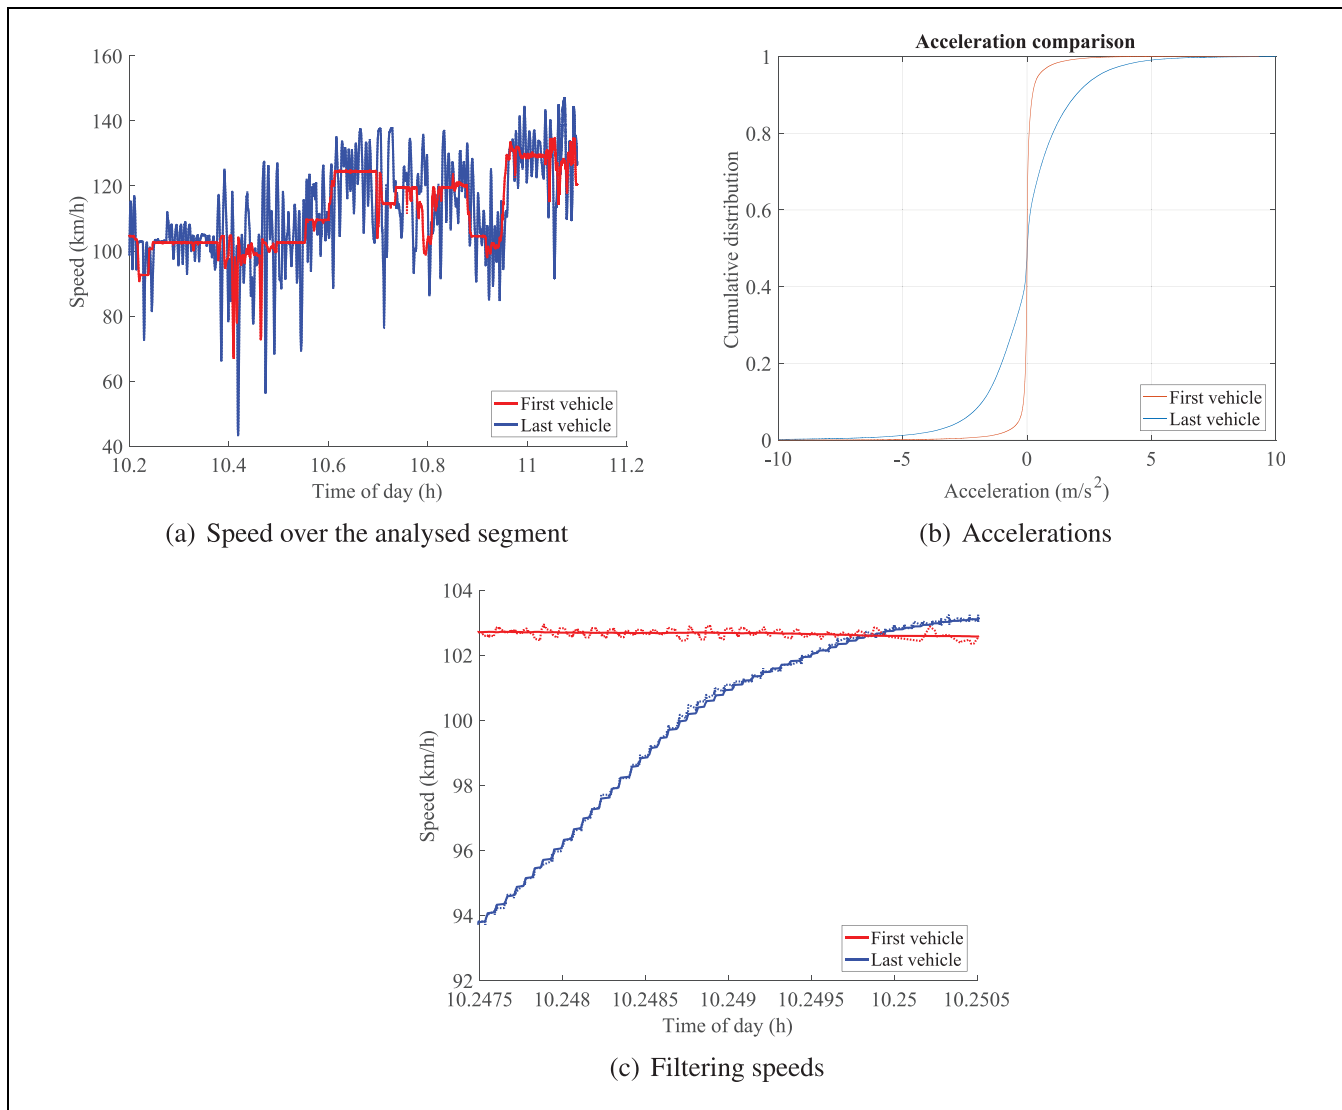 160
140
120
100
80
60
40
Speed (km/h)
10.2 10.4 10.6 10.8 11 11.2
Time of day (h)
First vehicle
Last vehicle
(a) Speed over the analysed segment
Acceleration comparison
1
0.8
0.6
0.4
0.2
0
Cumulative distribution
-10 -5 0 5 10
Acceleration (m/s²)
First vehicle
Last vehicle
(b) Accelerations
104
102
100
98
96
94
92
Speed (km/h)
10.2475 10.248 10.2485 10.249 10.2495 10.25 10.2505
Time of day (h)
First vehicle
Last vehicle
(c) Filtering speeds